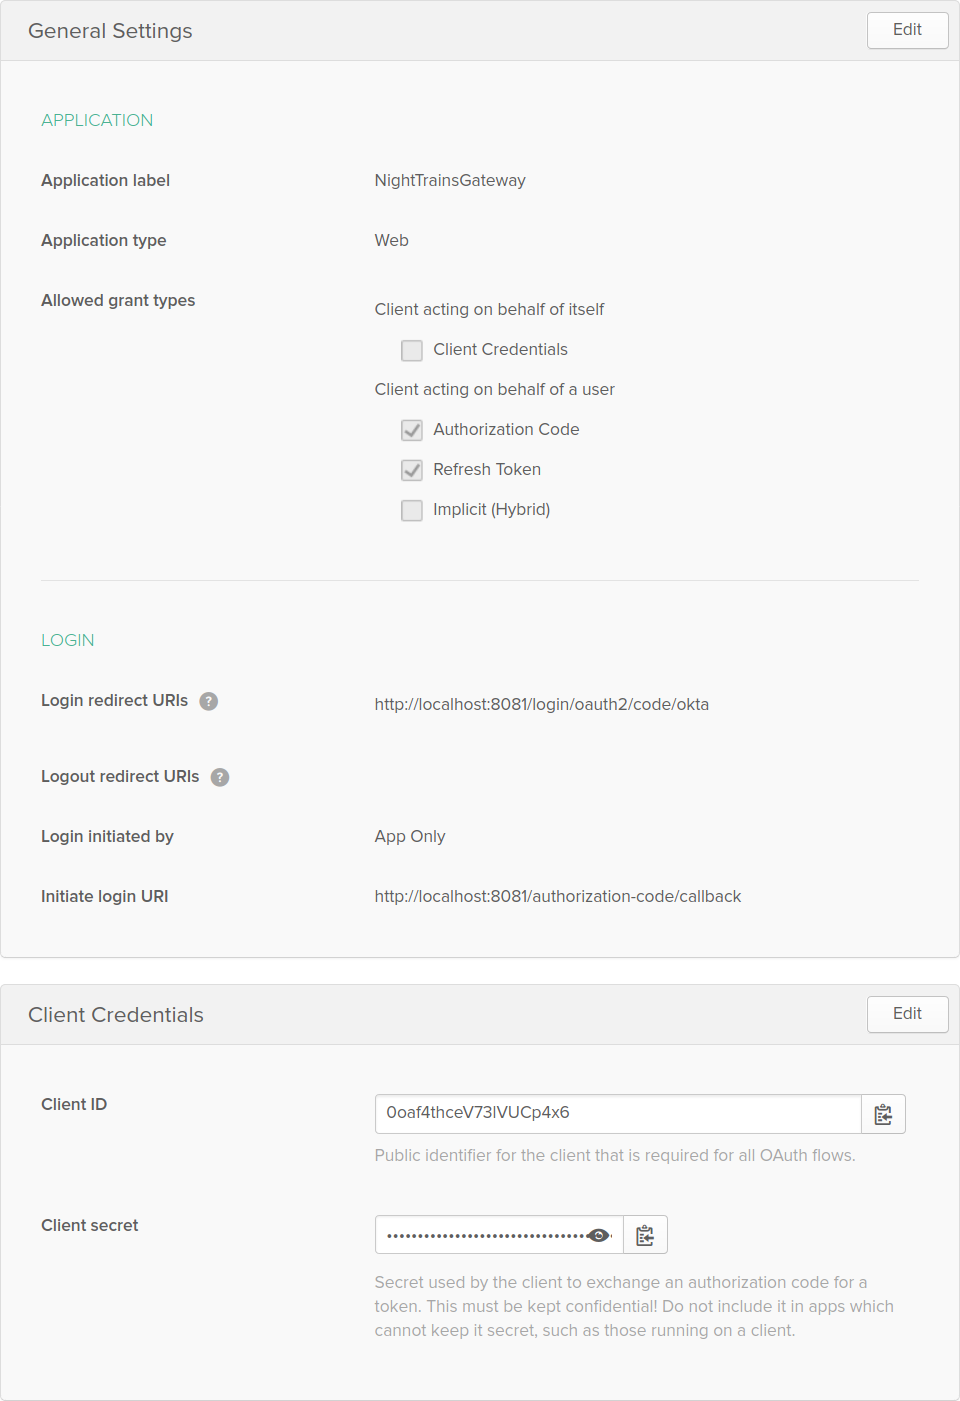 General Settings
Edit
APPLICATION
Application label
NightTrainsGateway
Application type
Web
Allowed grant types
Client acting on behalf of itself
Client Credentials
Client acting on behalf of a user
Authorization Code
Refresh Token
Implicit (Hybrid)
LOGIN
Login redirect URIs ?
http://localhost:8081/login/oauth2/code/okta
Logout redirect URIs ?
Login initiated by
App Only
Initiate login URI
http://localhost:8081/authorization-code/callback
Client Credentials
Edit
Client ID
0oaf4thceV73lVUCp4x6
Public identifier for the client that is required for all OAuth flows.
Client secret
Secret used by the client to exchange an authorization code for a
token. This must be kept confidential! Do not include it in apps which
cannot keep it secret, such as those running on a client.